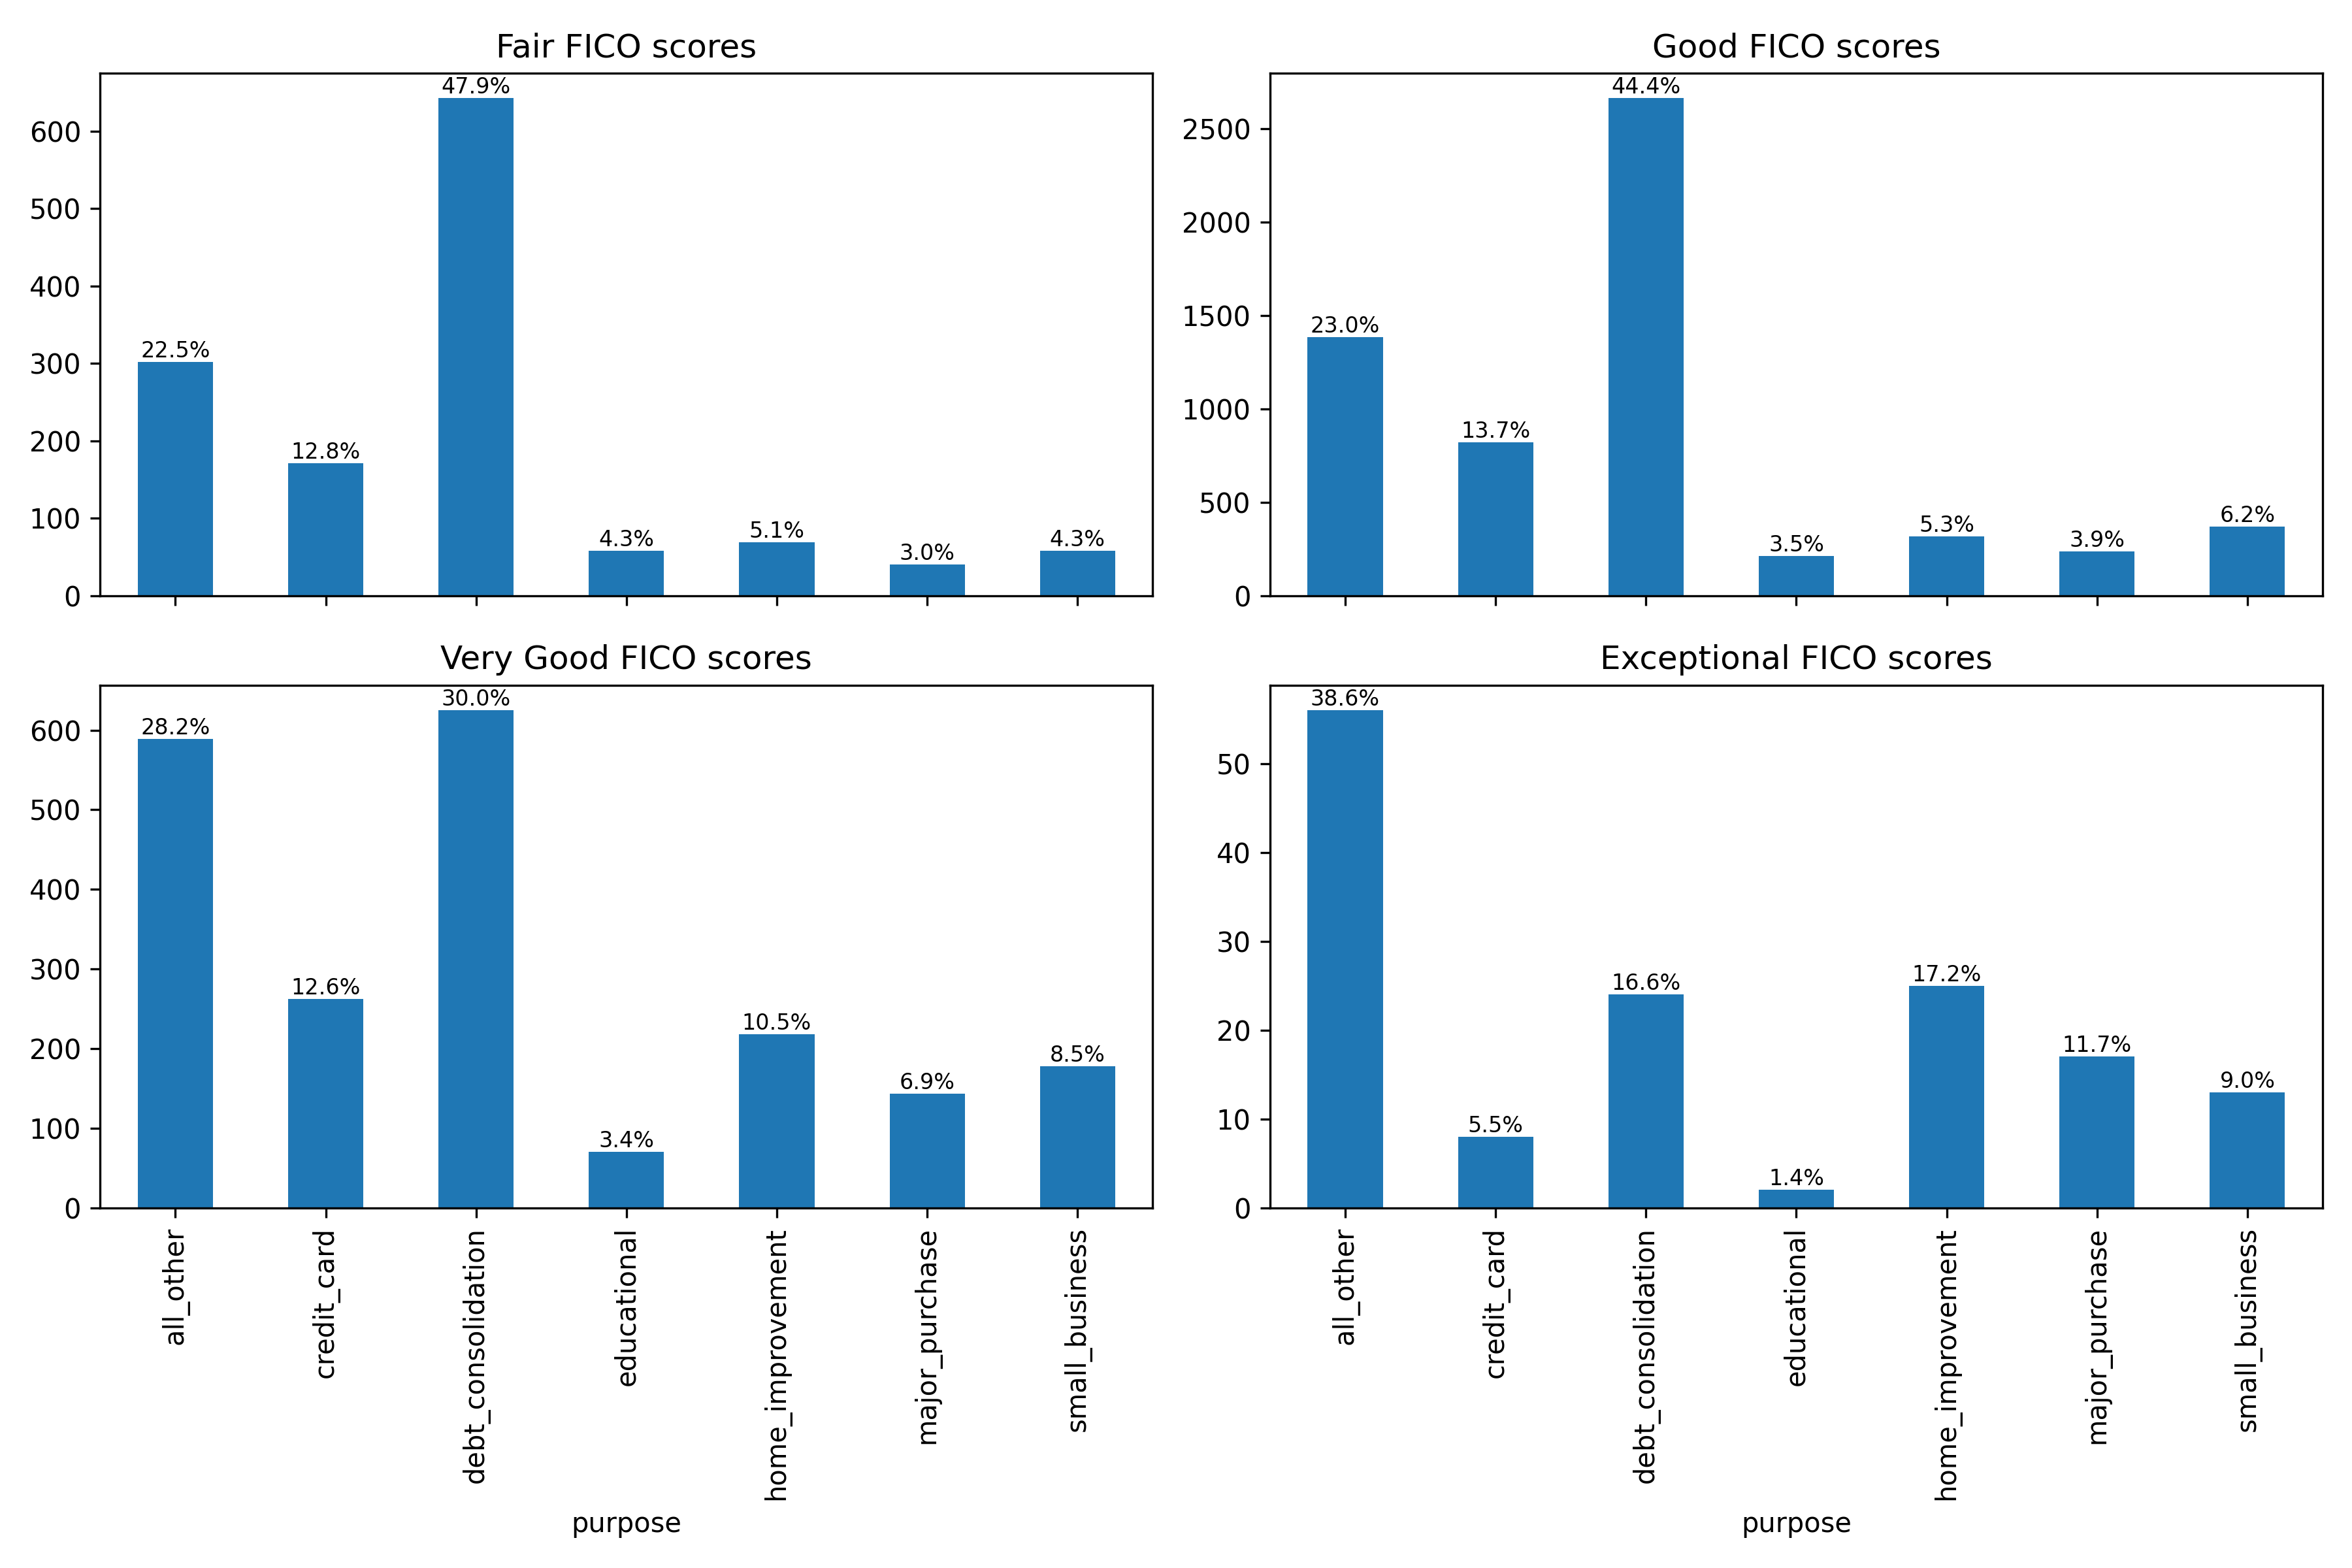 Fair FICO scores
600
500
400
300
200
100
0
22.5%
12.8%
47.9%
4.3%
5.1%
3.0%
4.3%
Good FICO scores
2500
2000
1500
1000
500
0
23.0%
13.7%
44.4%
3.5%
5.3%
3.9%
6.2%
Very Good FICO scores
600
500
400
300
200
100
0
28.2%
12.6%
30.0%
3.4%
10.5%
6.9%
8.5%
all_other
credit_card
debt_consolidation
educational
home_improvement
major_purchase
small_business
purpose
Exceptional FICO scores
50
40
30
20
10
0
38.6%
5.5%
16.6%
1.4%
17.2%
11.7%
9.0%
all_other
credit_card
debt_consolidation
educational
home_improvement
major_purchase
small_business
purpose